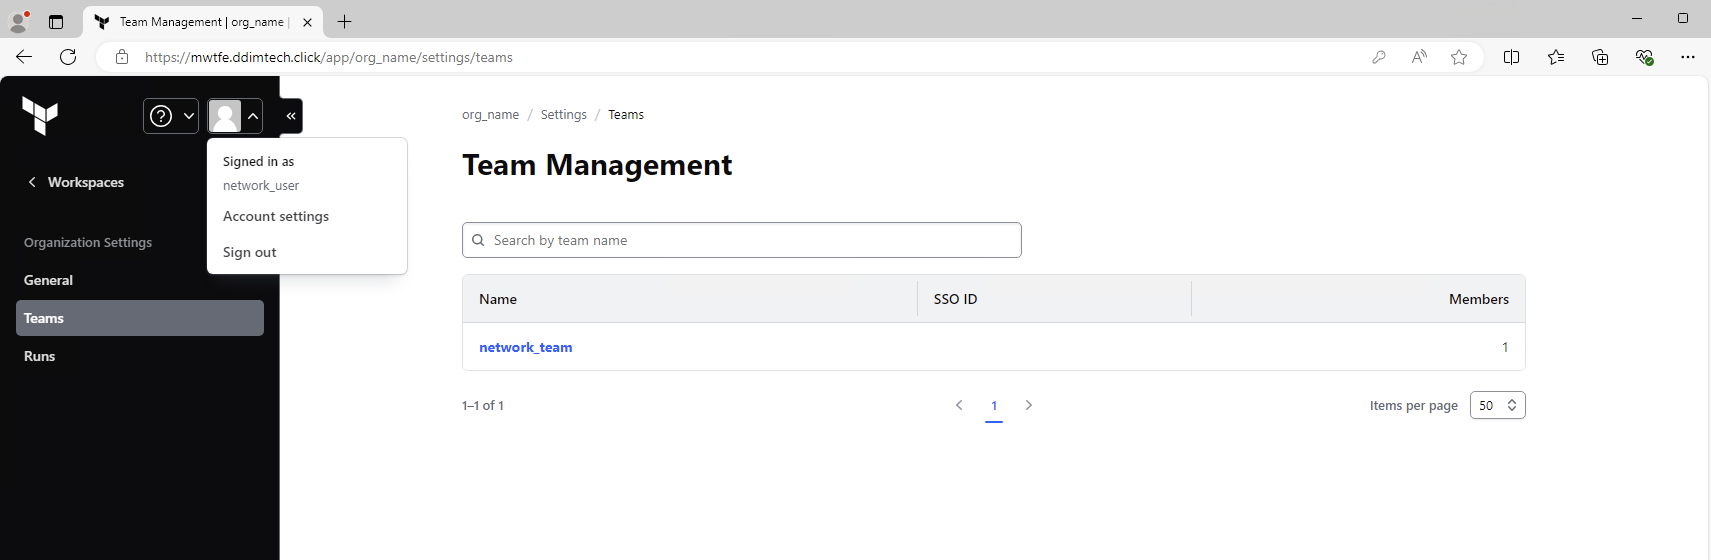 Team Management | org_name |
https://mwtfe.ddimtech.click/app/org_name/settings/teams
Workspaces
Organization Settings
General
Teams
Runs
Signed in as
network_user
Account settings
Sign out
org_name / Settings / Teams
Team Management
Search by team name
Name SSO ID Members
network_team 1
1–1 of 1 1 Items per page 50